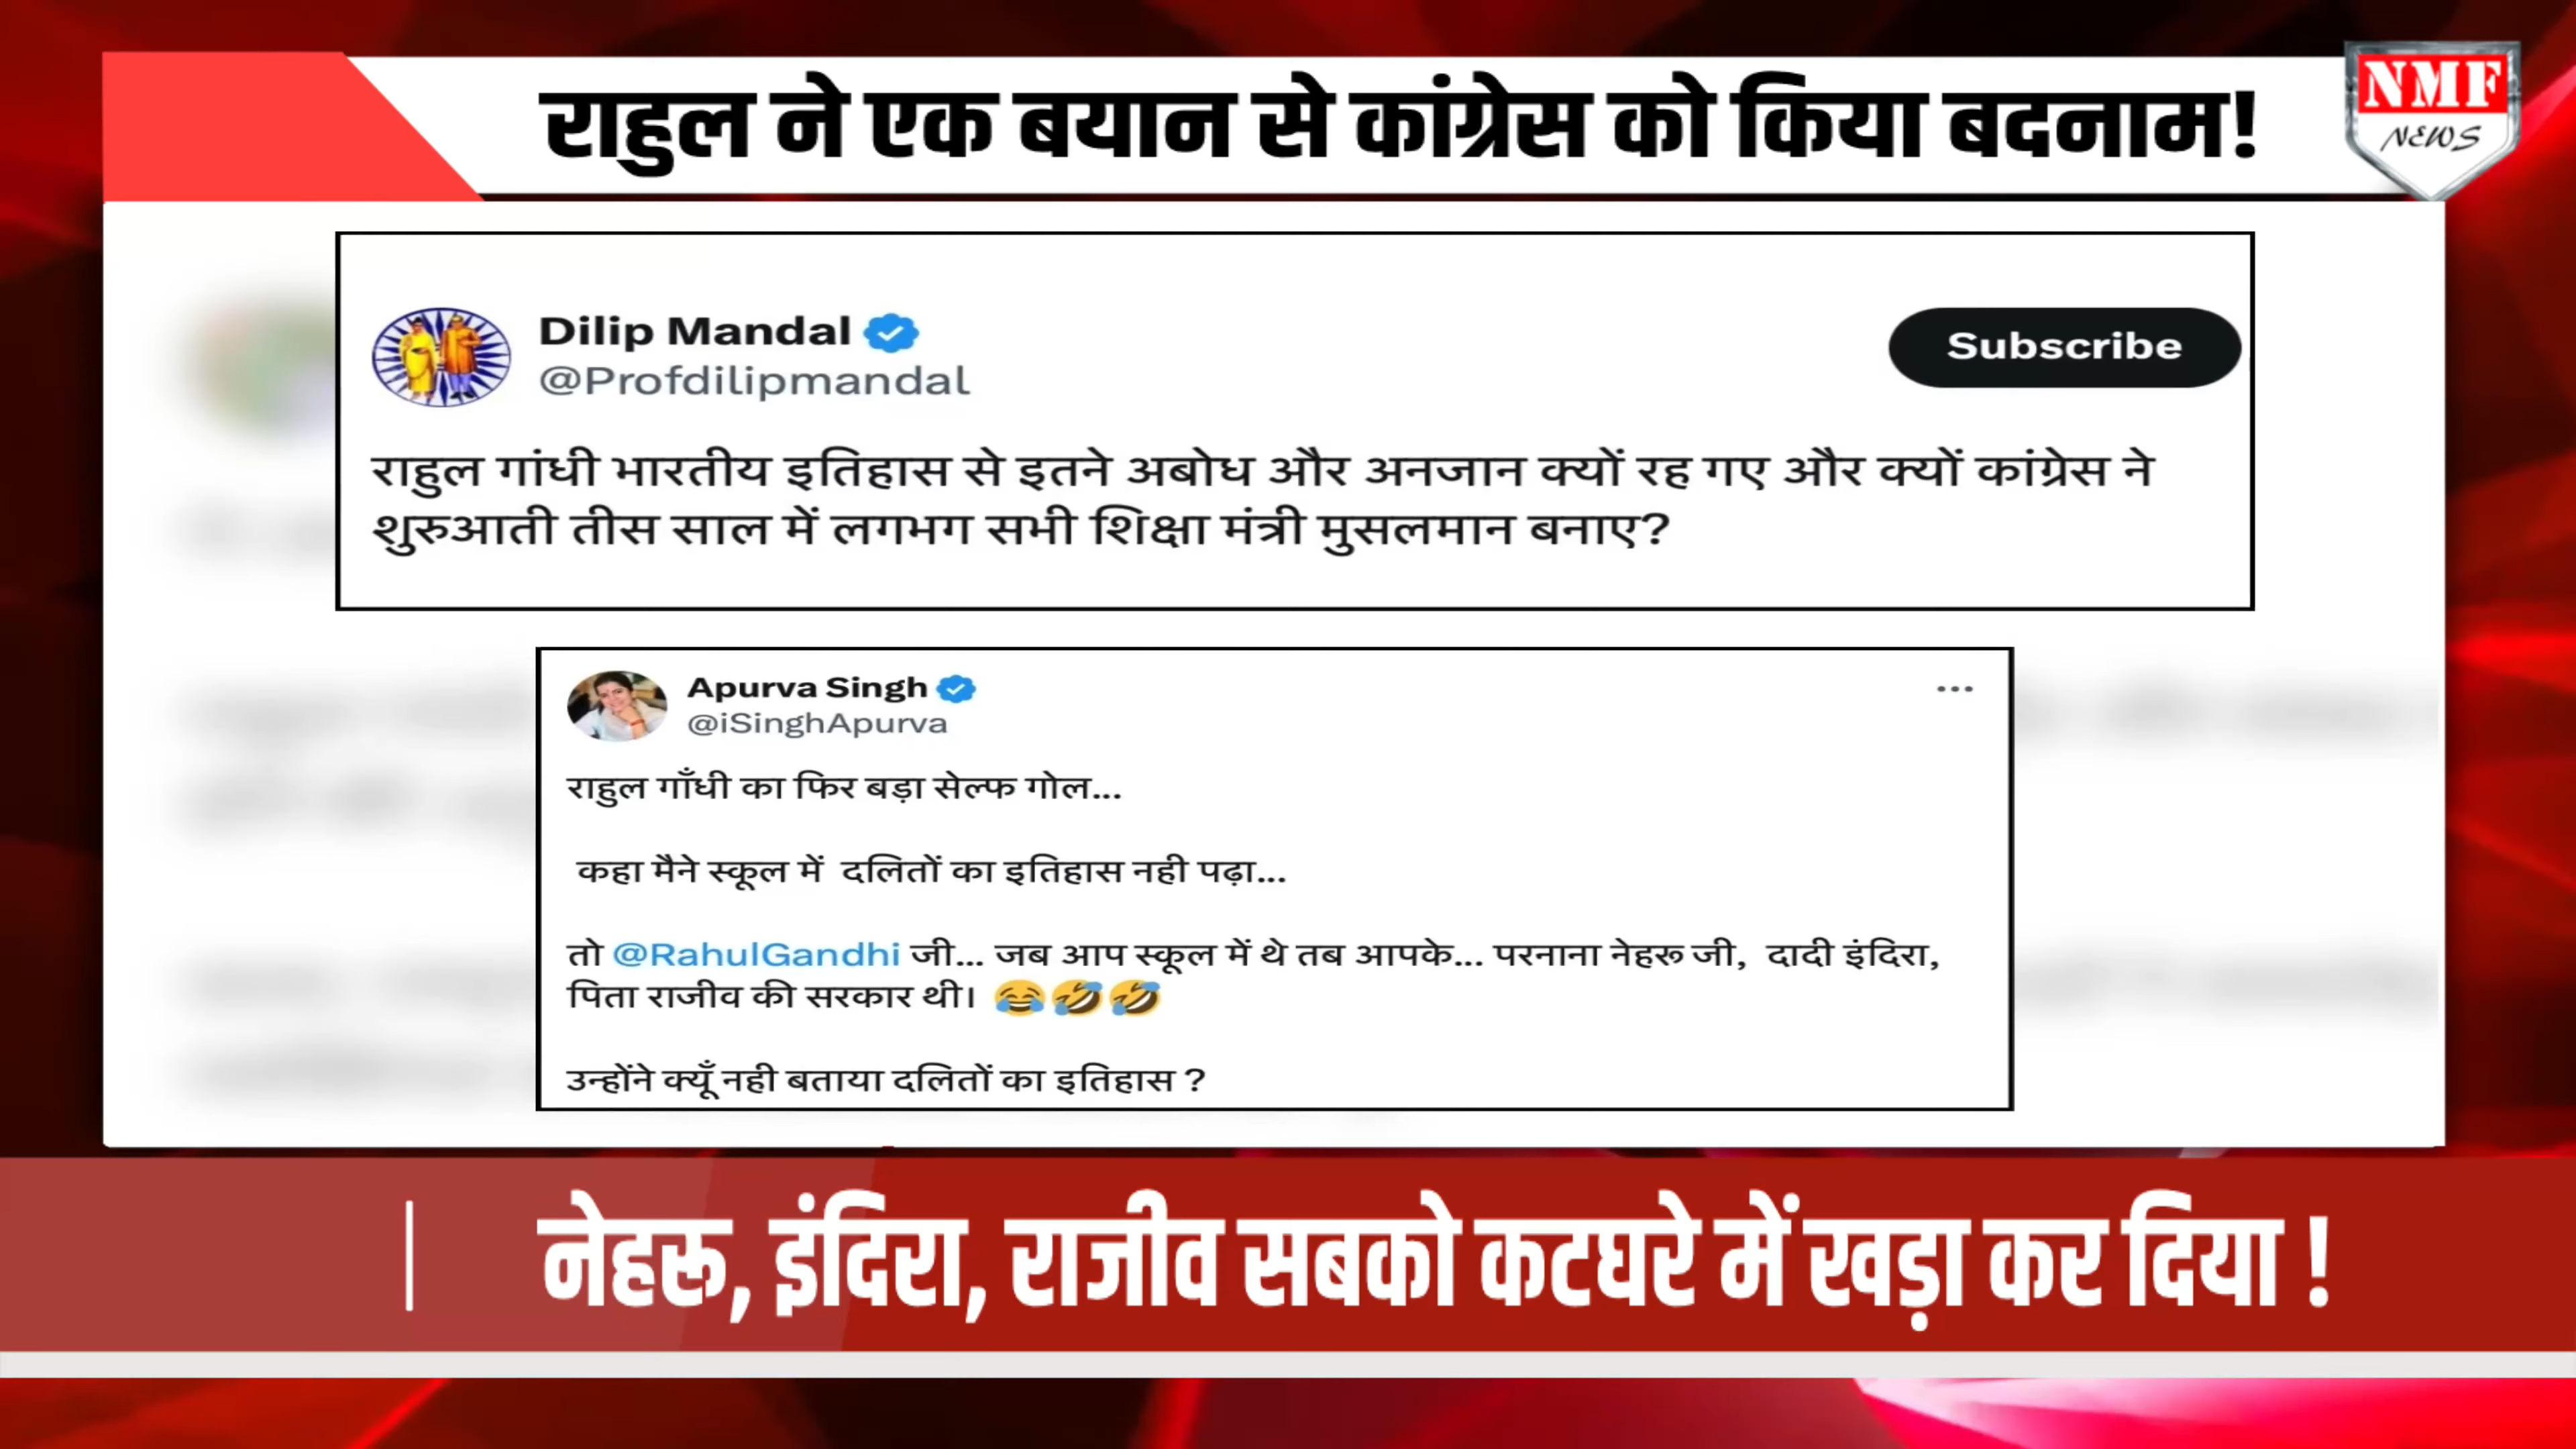 राहुल ने एक बयान से कांग्रेस को किया बदनाम!
NMF
NEWS
Dilip Mandal
@Profdilipmandal
Subscribe
राहुल गांधी भारतीय इतिहास से इतने अबोध और अनजान क्यों रह गए और क्यों कांग्रेस ने
शुरुआती तीस साल में लगभग सभी शिक्षा मंत्री मुसलमान बनाए?
Apurva Singh
@iSinghApurva
राहुल गाँधी का फिर बड़ा सेल्फ गोल...
कहा मैने स्कूल में दलितों का इतिहास नही पढ़ा...
तो @RahulGandhi जी... जब आप स्कूल में थे तब आपके... परनाना नेहरू जी, दादी इंदिरा,
पिता राजीव की सरकार थी। 😂🤣🤣
उन्होंने क्यूँ नही बताया दलितों का इतिहास ?
नेहरू, इंदिरा, राजीव सबको कटघरे में खड़ा कर दिया !